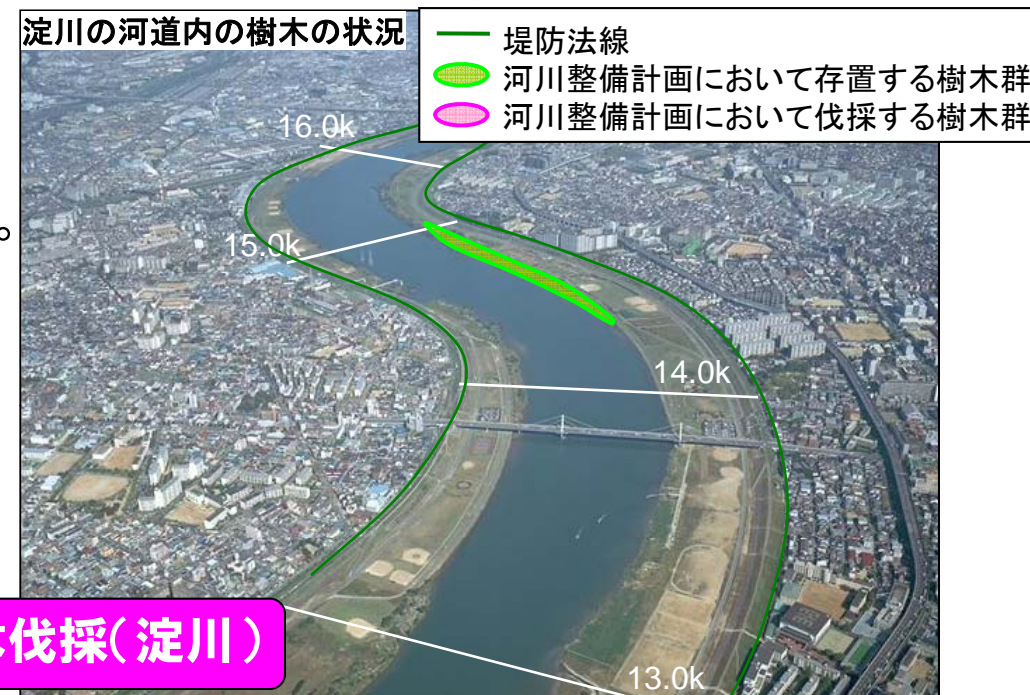 淀川の河道内の樹木の状況
堤防法線
河川整備計画において存置する樹木群
河川整備計画において伐採する樹木群
16.0k
。
15.0k
14.0k
伐採(淀川)
13.0k